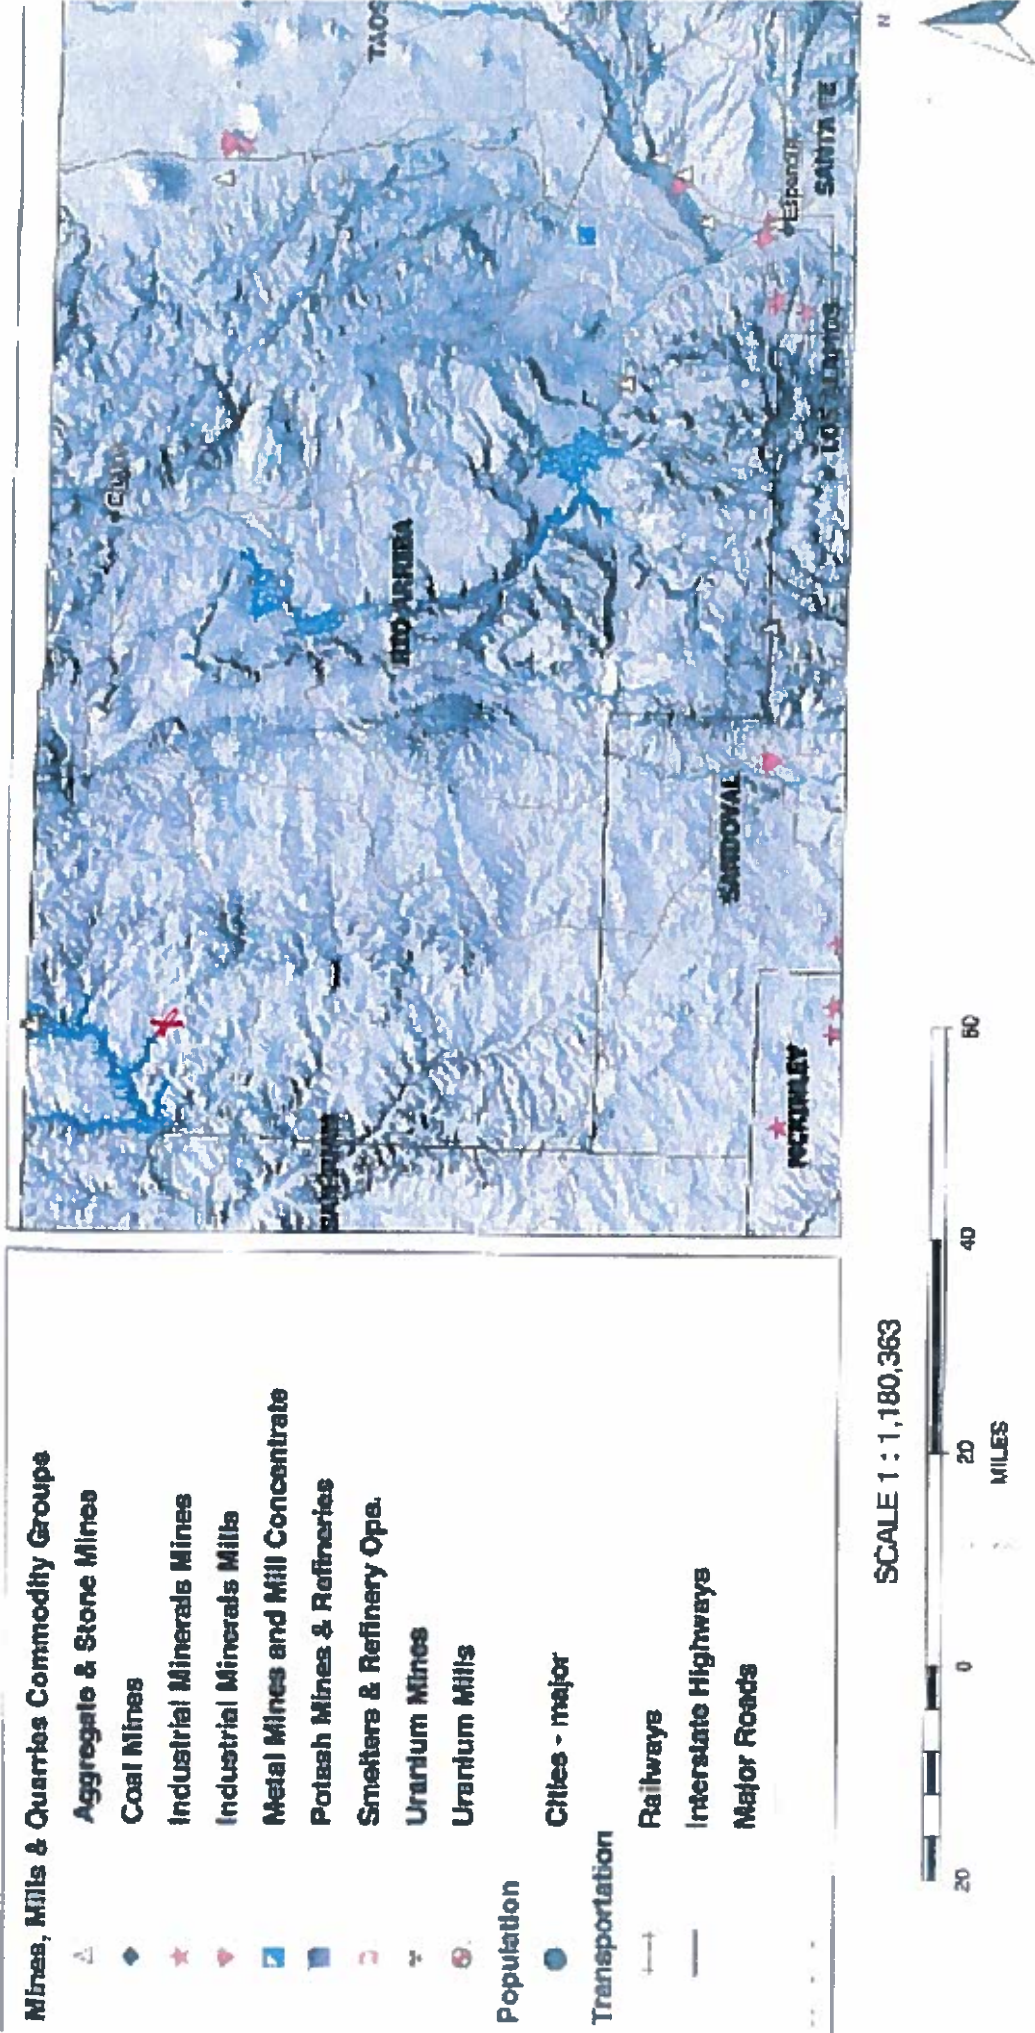 Mines, Mills & Quarries Commodity Groups
Aggregate & Stone Mines
Coal Mines
Industrial Minerals Mines
Industrial Minerals Mills
Metal Mines and Mill Concentrate
Potash Mines & Refineries
Smelters & Refinery Ops.
Uranium Mines
Uranium Mills
Population
Cities - major
Transportation
Railways
Interstate Highways
Major Roads
TAOS
RIO ARRIBA
SANDOVAL
MCKINLEY
SAN JUAN
LOS ALAMOS
SANTA FE
Espanola
N
SCALE 1 : 1,180,363
20 0 20 40 60
MILES